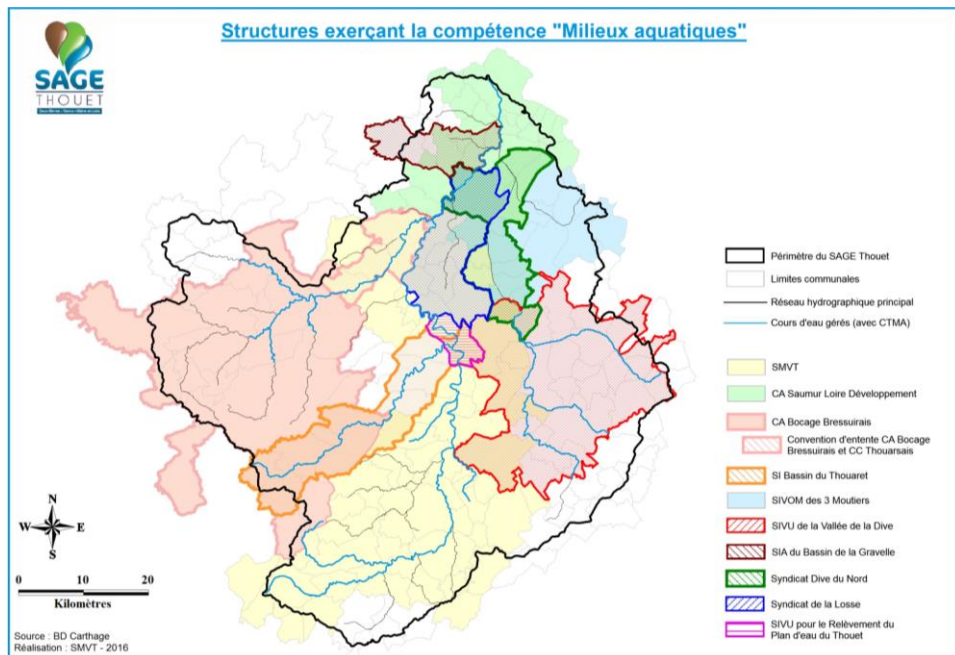 Structures exerçant la compétence "Milieux aquatiques"
SAGE
THOUET
Périmètre du SAGE Thouet
Limites communales
Réseau hydrographique principal
Cours d'eau gérés (avec CTMA)
SMVT
CA Saumur Loire Développement
CA Bocage Bressuirais
Convention d'entente CA Bocage
Bressuirais et CC Thouarsais
SI Bassin du Thouaret
SIVOM des 3 Moutiers
SIVU de la Vallée de la Dive
SIA du Bassin de la Gravelle
Syndicat Dive du Nord
Syndicat de la Losse
SIVU pour le Relèvement du
Plan d'eau du Thouet
N
W E
S
0 10 20
Kilomètres
Source : BD Carthage
Réalisation : SMVT - 2016